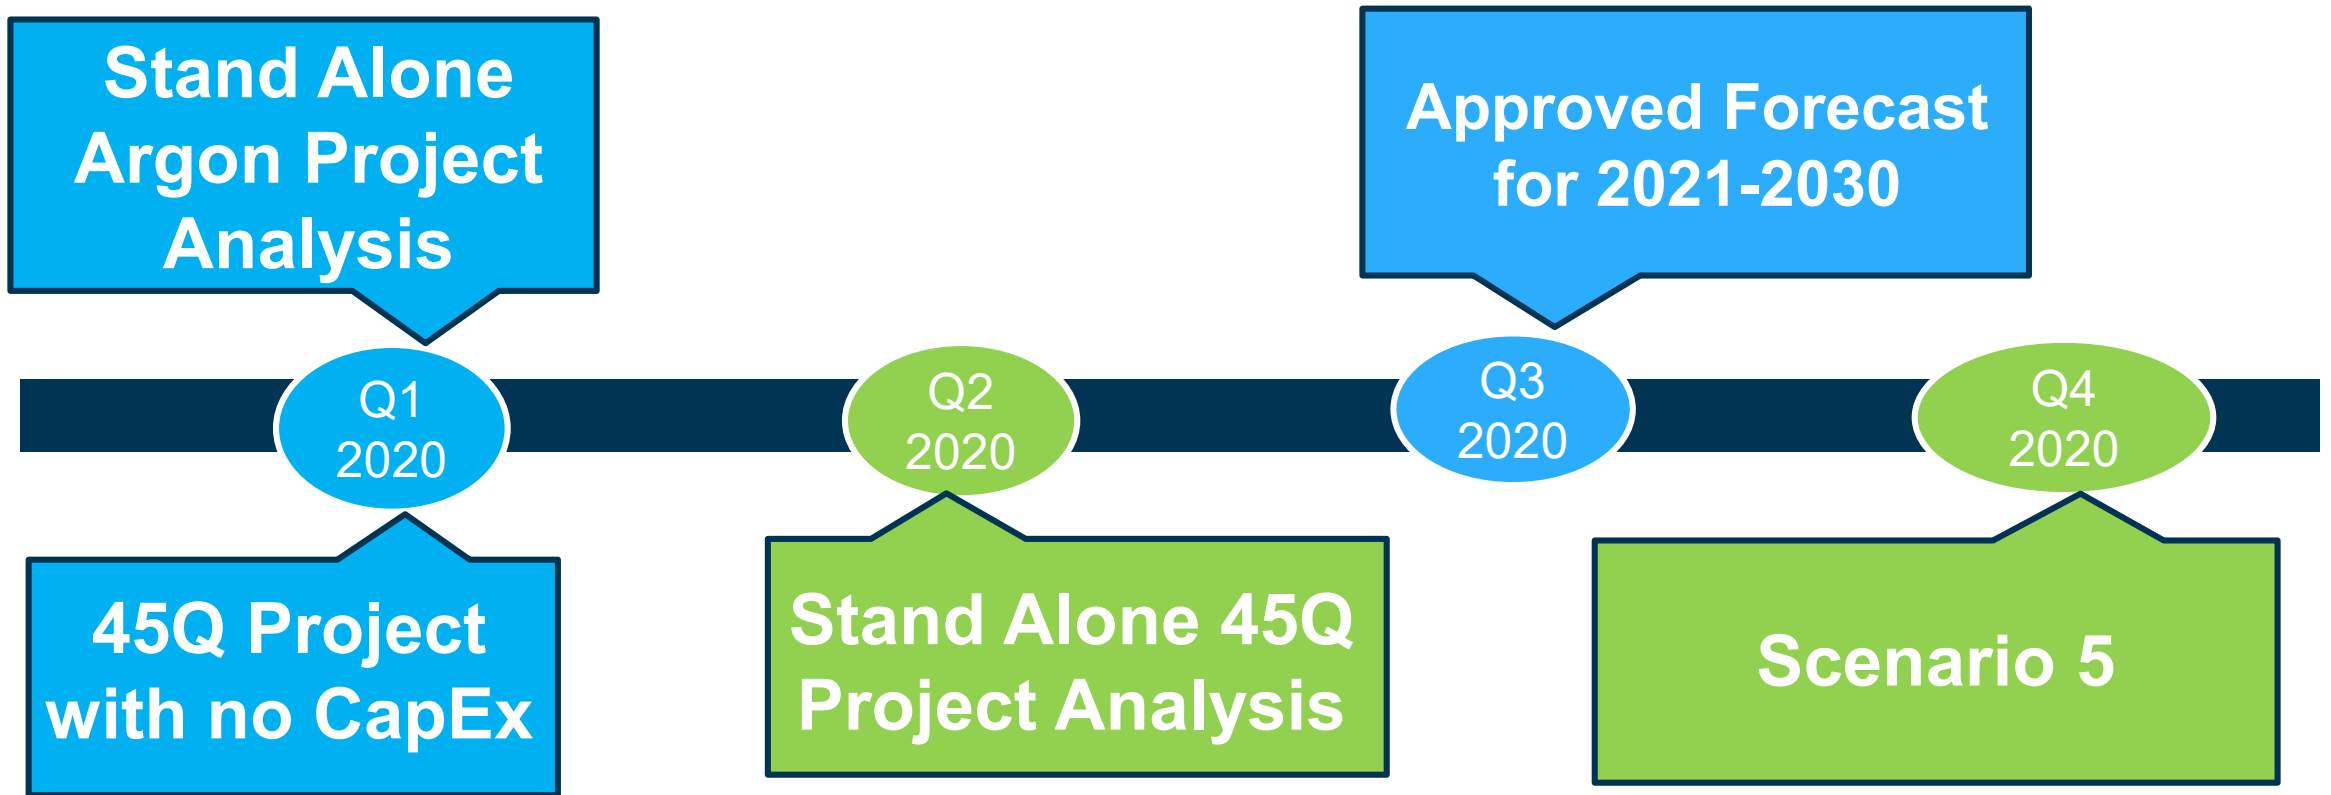 Stand Alone
Argon Project
Analysis
Approved Forecast
for 2021-2030
Q1
2020
Q2
2020
Q3
2020
Q4
2020
45Q Project
with no CapEx
Stand Alone 45Q
Project Analysis
Scenario 5